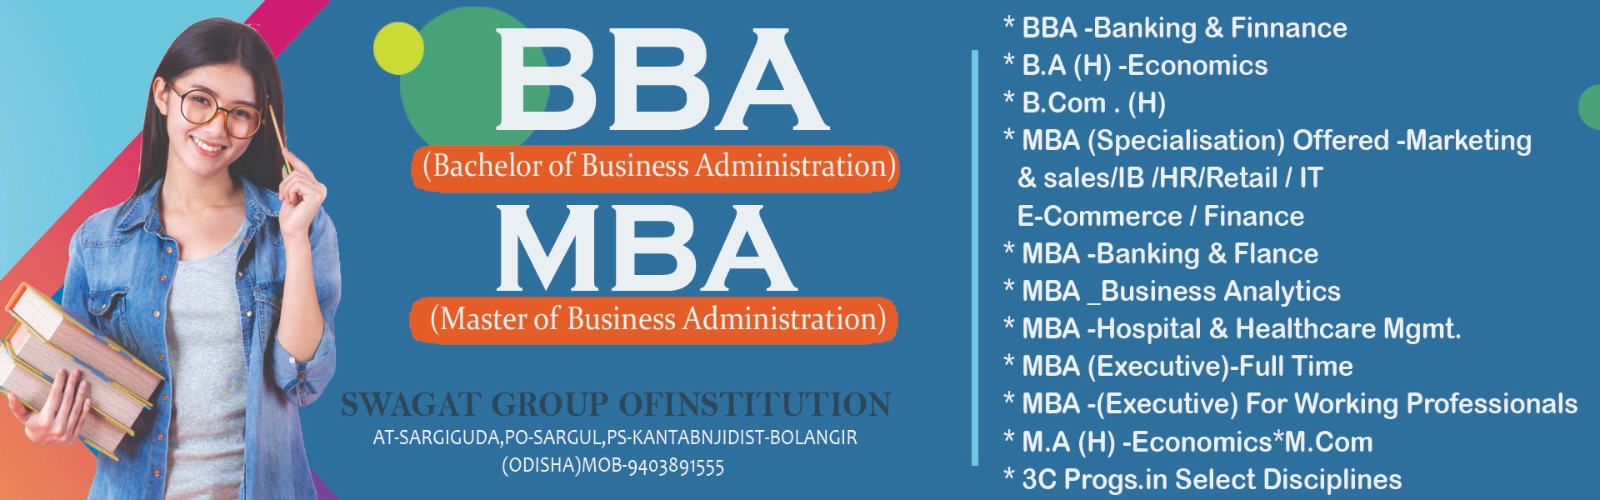 BBA
(Bachelor of Business Administration)
MBA
(Master of Business Administration)
SWAGAT GROUP OFINSTITUTION
AT-SARGIGUDA,PO-SARGUL,PS-KANTABNJIDIST-BOLANGIR
(ODISHA)MOB-9403891555
* BBA -Banking & Finnance
* B.A (H) -Economics
* B.Com . (H)
* MBA (Specialisation) Offered -Marketing
& sales/IB /HR/Retail / IT
E-Commerce / Finance
* MBA -Banking & Flance
* MBA _Business Analytics
* MBA -Hospital & Healthcare Mgmt.
* MBA (Executive)-Full Time
* MBA -(Executive) For Working Professionals
* M.A (H) -Economics*M.Com
* 3C Progs.in Select Disciplines